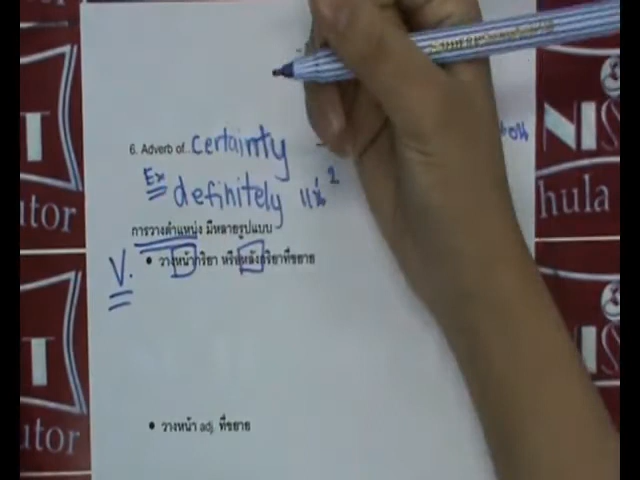 6. Adverb of certainty
Ex definitely แน่ๆ
การวางตำแหน่ง มีหลายรูปแบบ
V. • วางหน้ากริยา หรือหลังกริยาที่ขยาย
• วางหน้า adj. ที่ขยาย
NIS
hula
T
utor
T
utor